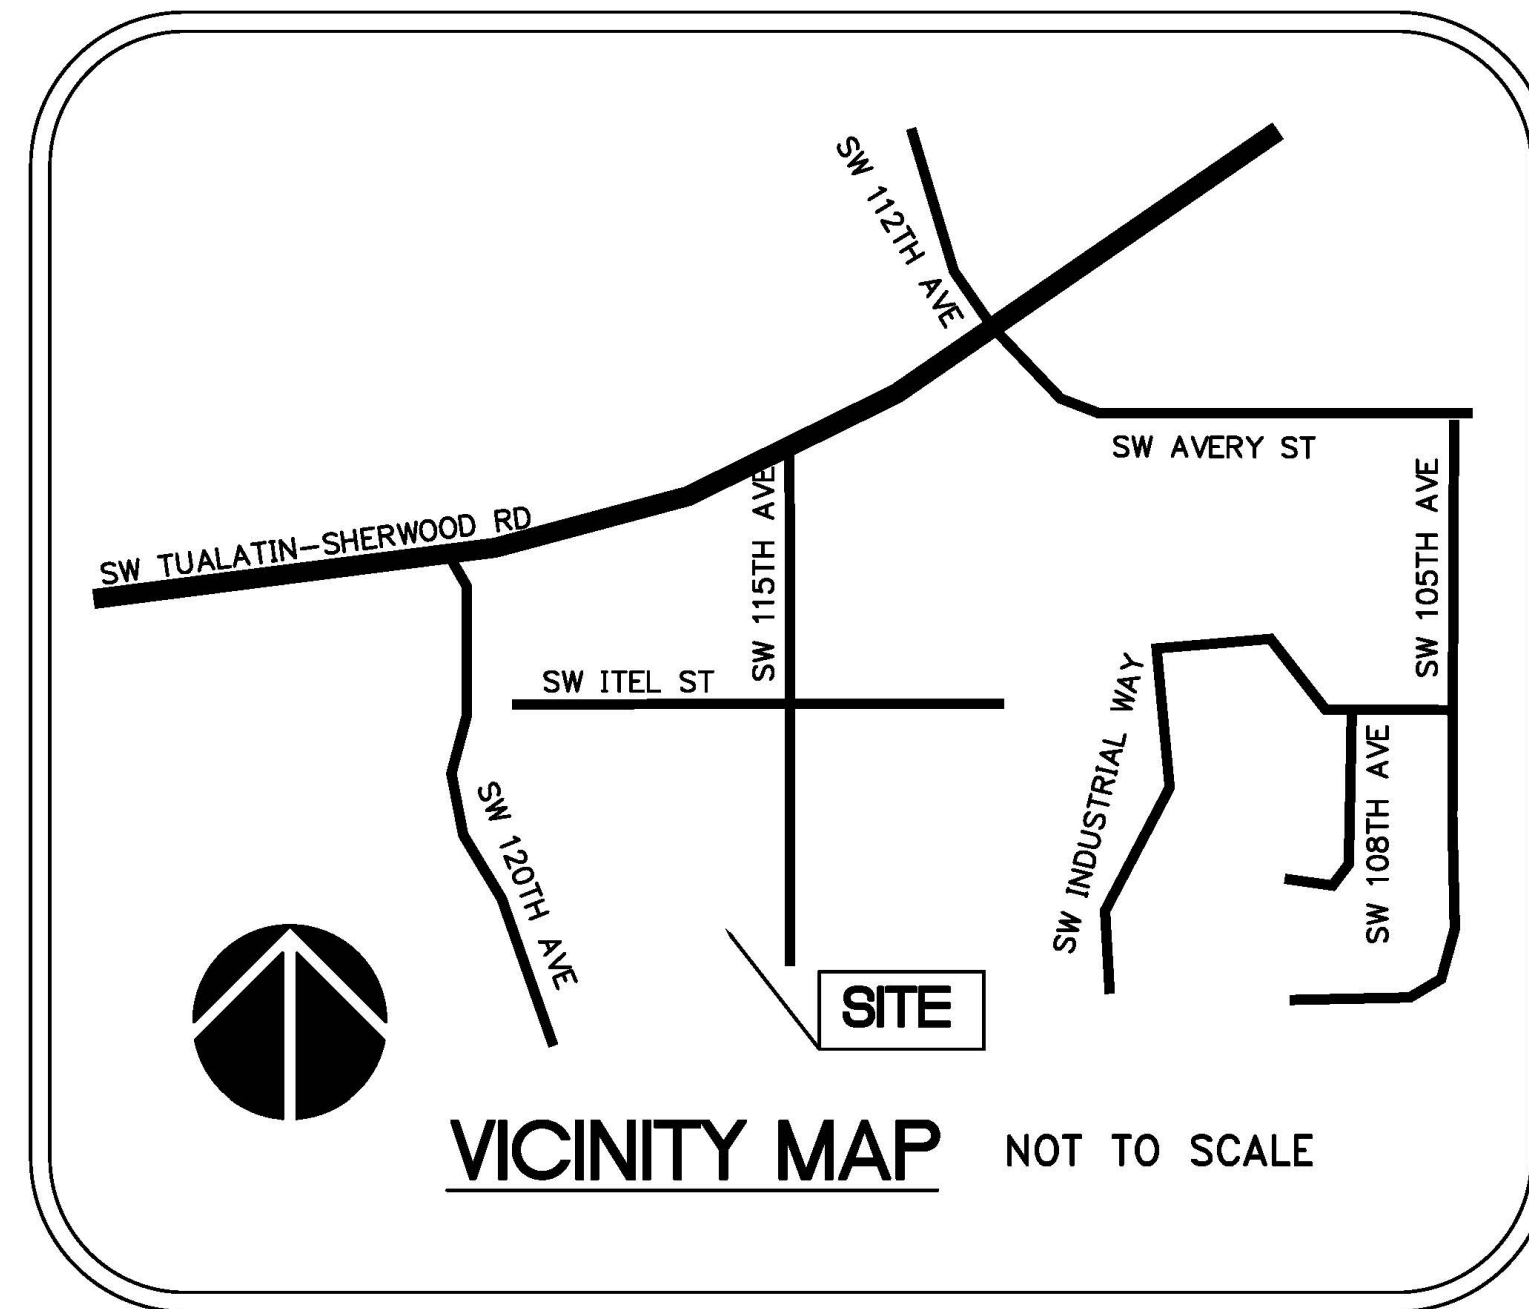 SW 112TH AVE
SW AVERY ST
SW TUALATIN-SHERWOOD RD
SW 115TH AVE
SW 105TH AVE
SW ITEL ST
SW INDUSTRIAL WAY
SW 108TH AVE
SW 120TH AVE
SITE
VICINITY MAP NOT TO SCALE